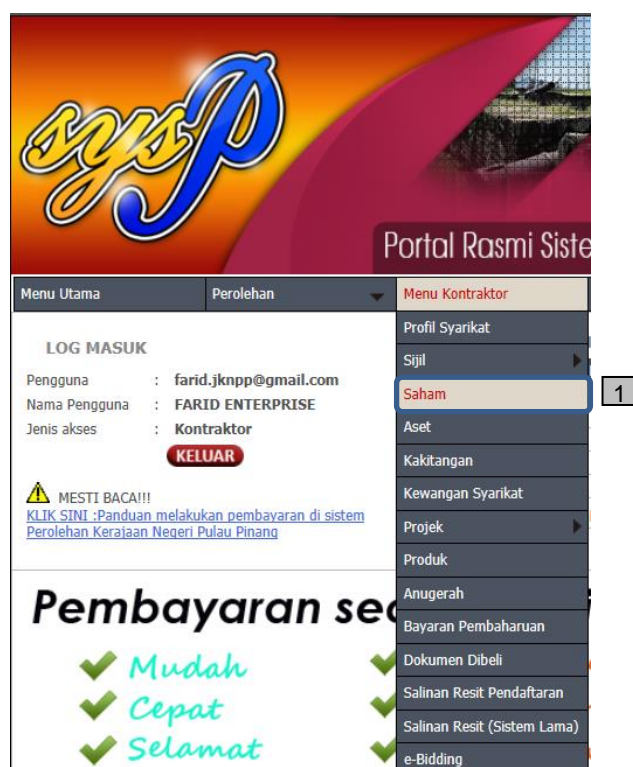 sysP
Portal Rasmi Siste
Menu Utama Perolehan Menu Kontraktor
LOG MASUK
Pengguna : farid.jknpp@gmail.com
Nama Pengguna : FARID ENTERPRISE
Jenis akses : Kontraktor
KELUAR
MESTI BACA!!!
KLIK SINI :Panduan melakukan pembayaran di sistem
Perolehan Kerajaan Negeri Pulau Pinang
Profil Syarikat
Sijil
Saham
1
Aset
Kakitangan
Kewangan Syarikat
Projek
Produk
Anugerah
Bayaran Pembaharuan
Dokumen Dibeli
Salinan Resit Pendaftaran
Salinan Resit (Sistem Lama)
e-Bidding
Pembayaran sec
Mudah
Cepat
Selamat